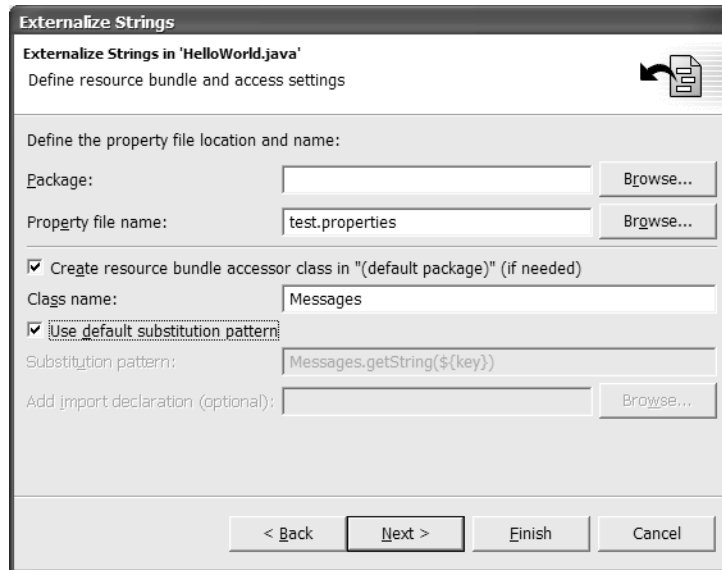 Externalize Strings
Externalize Strings in 'HelloWorld.java'
Define resource bundle and access settings
Define the property file location and name:
Package:
Browse...
Property file name: test.properties Browse...
Create resource bundle accessor class in "(default package)" (if needed)
Class name: Messages
Use default substitution pattern
Substitution pattern: Messages.getString(${key})
Add import declaration (optional): Browse...
< Back Next > Finish Cancel